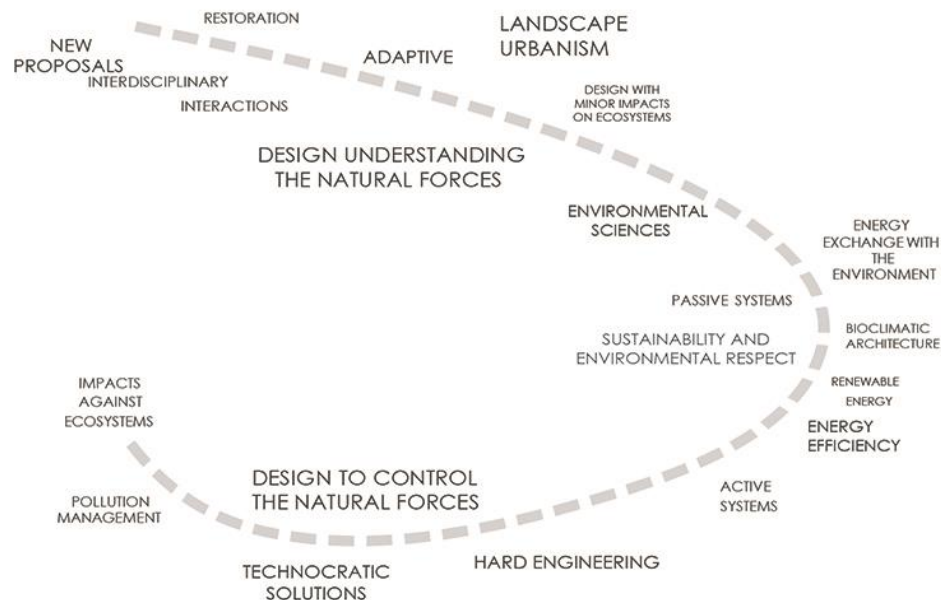 RESTORATION
LANDSCAPE
URBANISM
NEW
PROPOSALS
ADAPTIVE
INTERDISCIPLINARY
INTERACTIONS
DESIGN WITH
MINOR IMPACTS
ON ECOSYSTEMS
DESIGN UNDERSTANDING
THE NATURAL FORCES
ENVIRONMENTAL
SCIENCES
ENERGY
EXCHANGE WITH
THE
ENVIRONMENT
PASSIVE SYSTEMS
SUSTAINABILITY AND
ENVIRONMENTAL RESPECT
BIOCLIMATIC
ARCHITECTURE
RENEWABLE
ENERGY
ENERGY
EFFICIENCY
IMPACTS
AGAINST
ECOSYSTEMS
DESIGN TO CONTROL
THE NATURAL FORCES
ACTIVE
SYSTEMS
POLLUTION
MANAGEMENT
HARD ENGINEERING
TECHNOCRATIC
SOLUTIONS